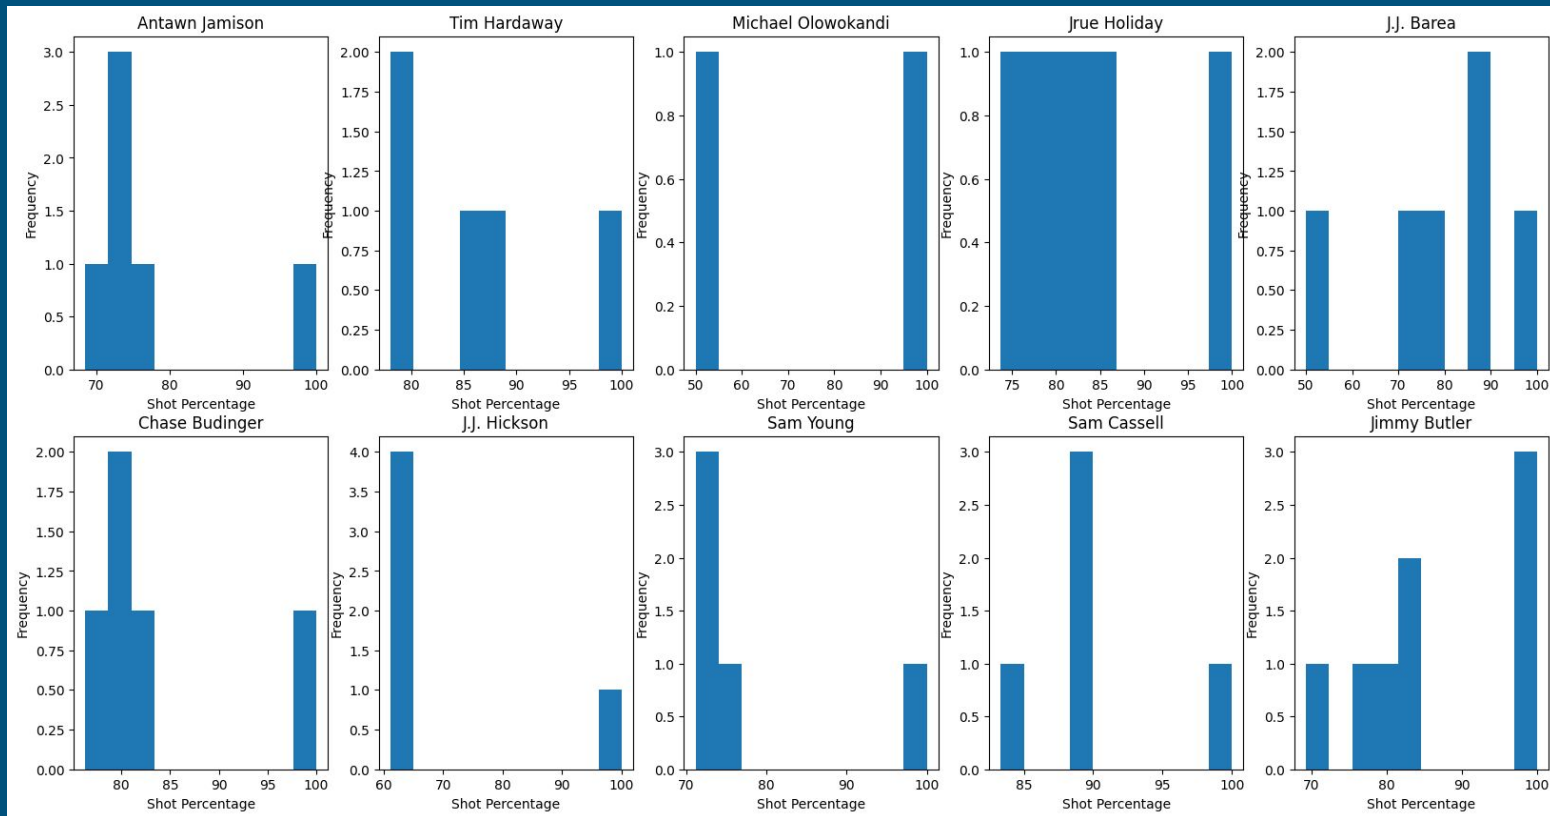 Antawn Jamison
3.0
2.5
2.0
1.5
1.0
0.5
0.0
70 80 90 100
Frequency
Shot Percentage
Tim Hardaway
2.00
1.75
1.50
1.25
1.00
0.75
0.50
0.25
0.00
80 85 90 95 100
Frequency
Shot Percentage
Michael Olowokandi
1.0
0.8
0.6
0.4
0.2
0.0
50 60 70 80 90 100
Frequency
Shot Percentage
Jrue Holiday
1.0
0.8
0.6
0.4
0.2
0.0
75 80 85 90 95 100
Frequency
Shot Percentage
J.J. Barea
2.00
1.75
1.50
1.25
1.00
0.75
0.50
0.25
0.00
50 60 70 80 90 100
Frequency
Shot Percentage
Chase Budinger
2.00
1.75
1.50
1.25
1.00
0.75
0.50
0.25
0.00
80 85 90 95 100
Frequency
Shot Percentage
J.J. Hickson
4.0
3.5
3.0
2.5
2.0
1.5
1.0
0.5
0.0
60 70 80 90 100
Frequency
Shot Percentage
Sam Young
3.0
2.5
2.0
1.5
1.0
0.5
0.0
70 80 90 100
Frequency
Shot Percentage
Sam Cassell
3.0
2.5
2.0
1.5
1.0
0.5
0.0
85 90 95 100
Frequency
Shot Percentage
Jimmy Butler
3.0
2.5
2.0
1.5
1.0
0.5
0.0
70 80 90 100
Frequency
Shot Percentage